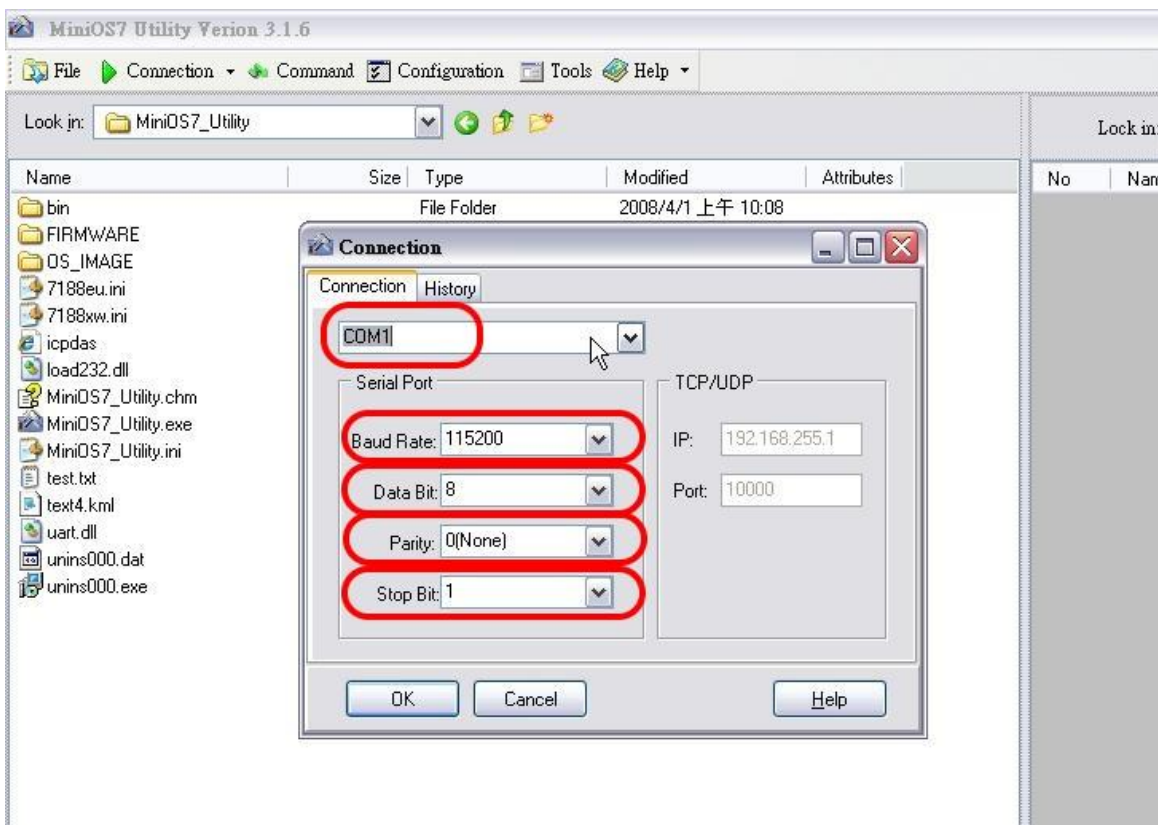 MiniOS7 Utility Verion 3.1.6
File Connection Command Configuration Tools Help
Look in: MiniOS7_Utility
Lock in:
Name Size Type Modified Attributes
No Nam
bin File Folder 2008/4/1 上午 10:08
FIRMWARE
OS_IMAGE
7188eu.ini
7188xw.ini
icpdas
load232.dll
MiniOS7_Utility.chm
MiniOS7_Utility.exe
MiniOS7_Utility.ini
test.txt
text4.kml
uart.dll
unins000.dat
unins000.exe
Connection
Connection History
COM1
Serial Port
Baud Rate: 115200
Data Bit: 8
Parity: 0(None)
Stop Bit: 1
TCP/UDP
IP: 192.168.255.1
Port: 10000
OK Cancel Help